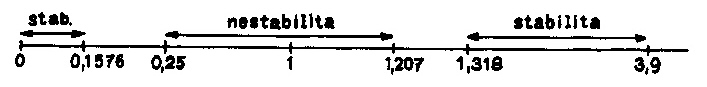 stab. nestabilita stabilita
0 0,1576 0,25 1 1,207 1,318 3,9